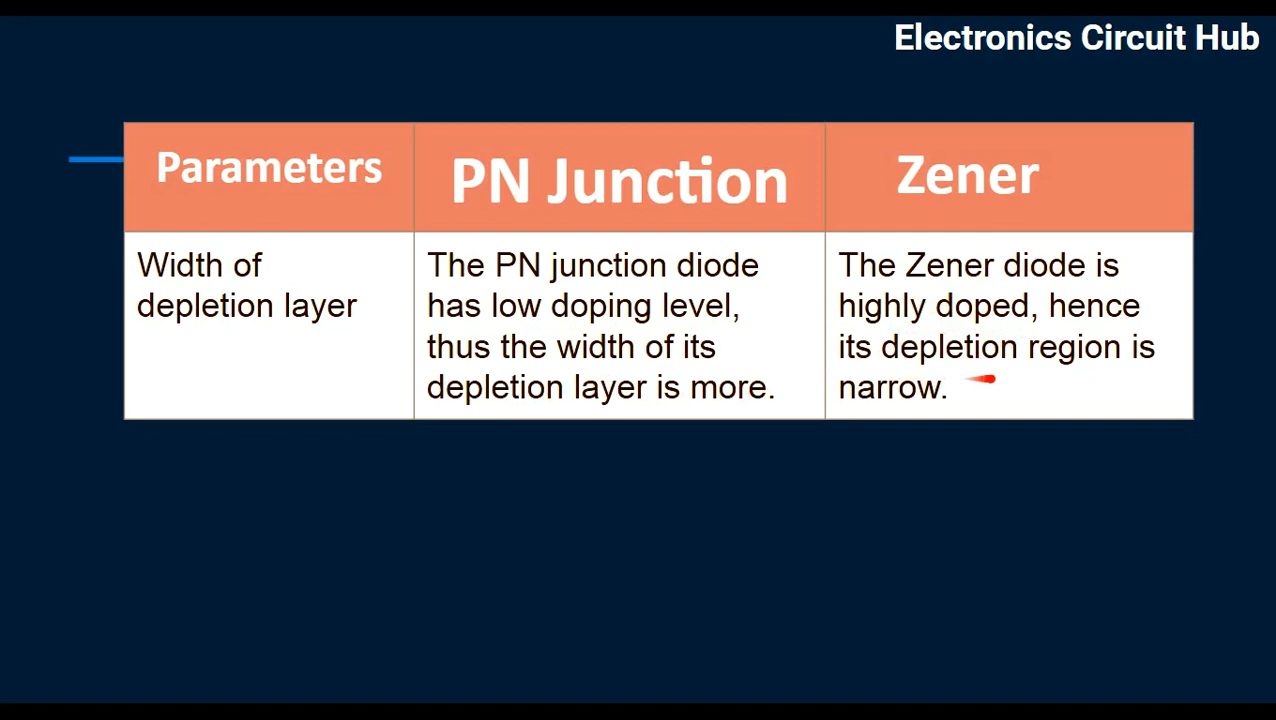 Electronics Circuit Hub
Parameters
PN Junction
Zener
Width of
depletion layer
The PN junction diode
has low doping level,
thus the width of its
depletion layer is more.
The Zener diode is
highly doped, hence
its depletion region is
narrow.